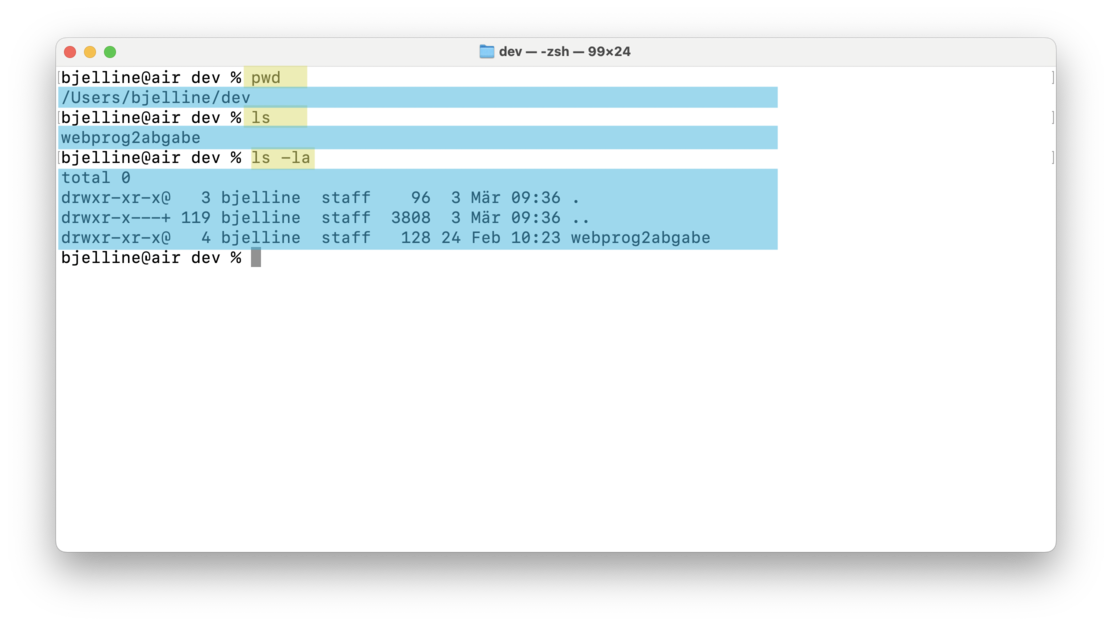 dev — -zsh — 99×24
bjelline@air dev % pwd
/Users/bjelline/dev
bjelline@air dev % ls
webprog2abgabe
bjelline@air dev % ls -la
total 0
drwxr-xr-x@   3 bjelline  staff    96  3 Mär 09:36 .
drwxr-x---+ 119 bjelline  staff  3808  3 Mär 09:36 ..
drwxr-xr-x@   4 bjelline  staff   128 24 Feb 10:23 webprog2abgabe
bjelline@air dev %